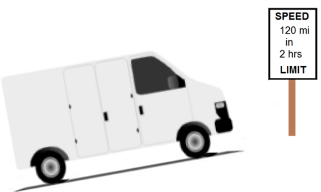 SPEED
120 mi
in
2 hrs
LIMIT